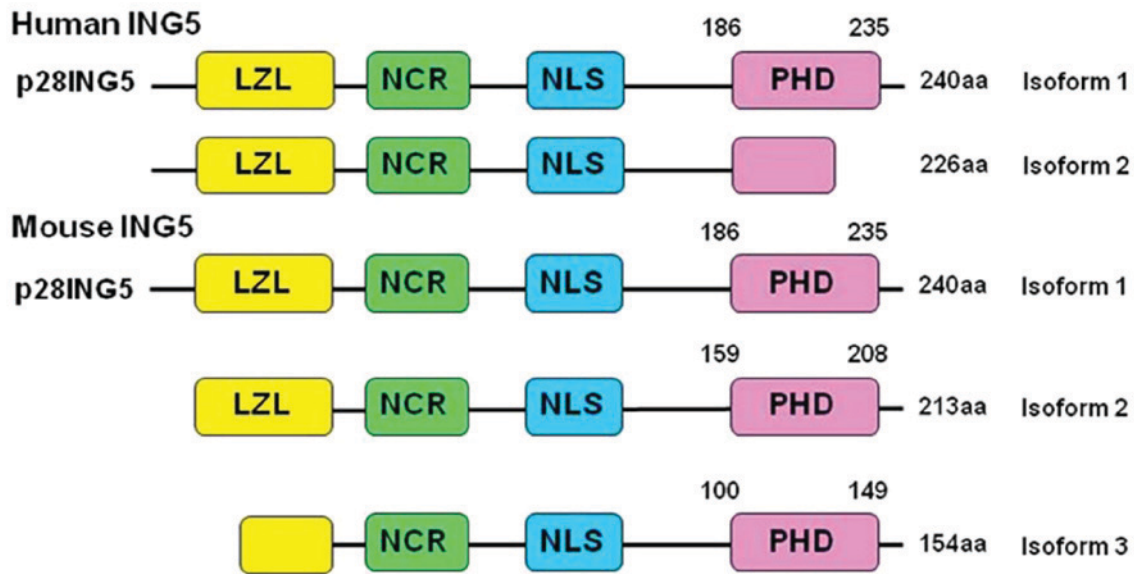 Human ING5
186 235
p28ING5 LZL NCR NLS PHD 240aa Isoform 1
LZL NCR NLS 226aa Isoform 2
Mouse ING5
186 235
p28ING5 LZL NCR NLS PHD 240aa Isoform 1
159 208
LZL NCR NLS PHD 213aa Isoform 2
100 149
NCR NLS PHD 154aa Isoform 3